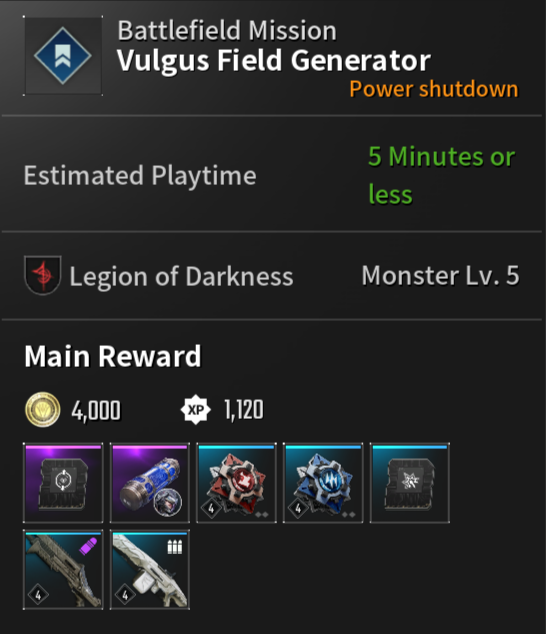 Battlefield Mission
Vulgus Field Generator
Power shutdown
Estimated Playtime
5 Minutes or
less
Legion of Darkness
Monster Lv. 5
Main Reward
4,000
XP
1,120
4
4
4
4